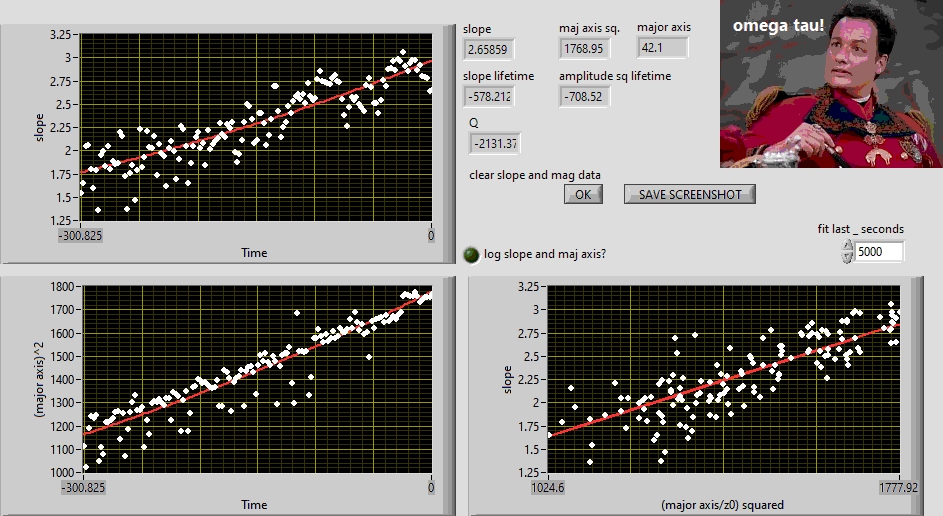 3.25
3
2.75
2.5
2.25
2
1.75
1.5
1.25
slope
-300.825
0
Time
slope
maj axis sq.
major axis
2.65859
1768.95
42.1
slope lifetime
amplitude sq lifetime
-578.212
-708.52
Q
-2131.37
clear slope and mag data
OK
SAVE SCREENSHOT
omega tau!
fit last _ seconds
5000
log slope and maj axis?
1800
1700
1600
1500
1400
1300
1200
1100
1000
(major axis)^2
-300.825
0
Time
3.25
3
2.75
2.5
2.25
2
1.75
1.5
1.25
slope
1024.6
1777.92
(major axis/z0) squared